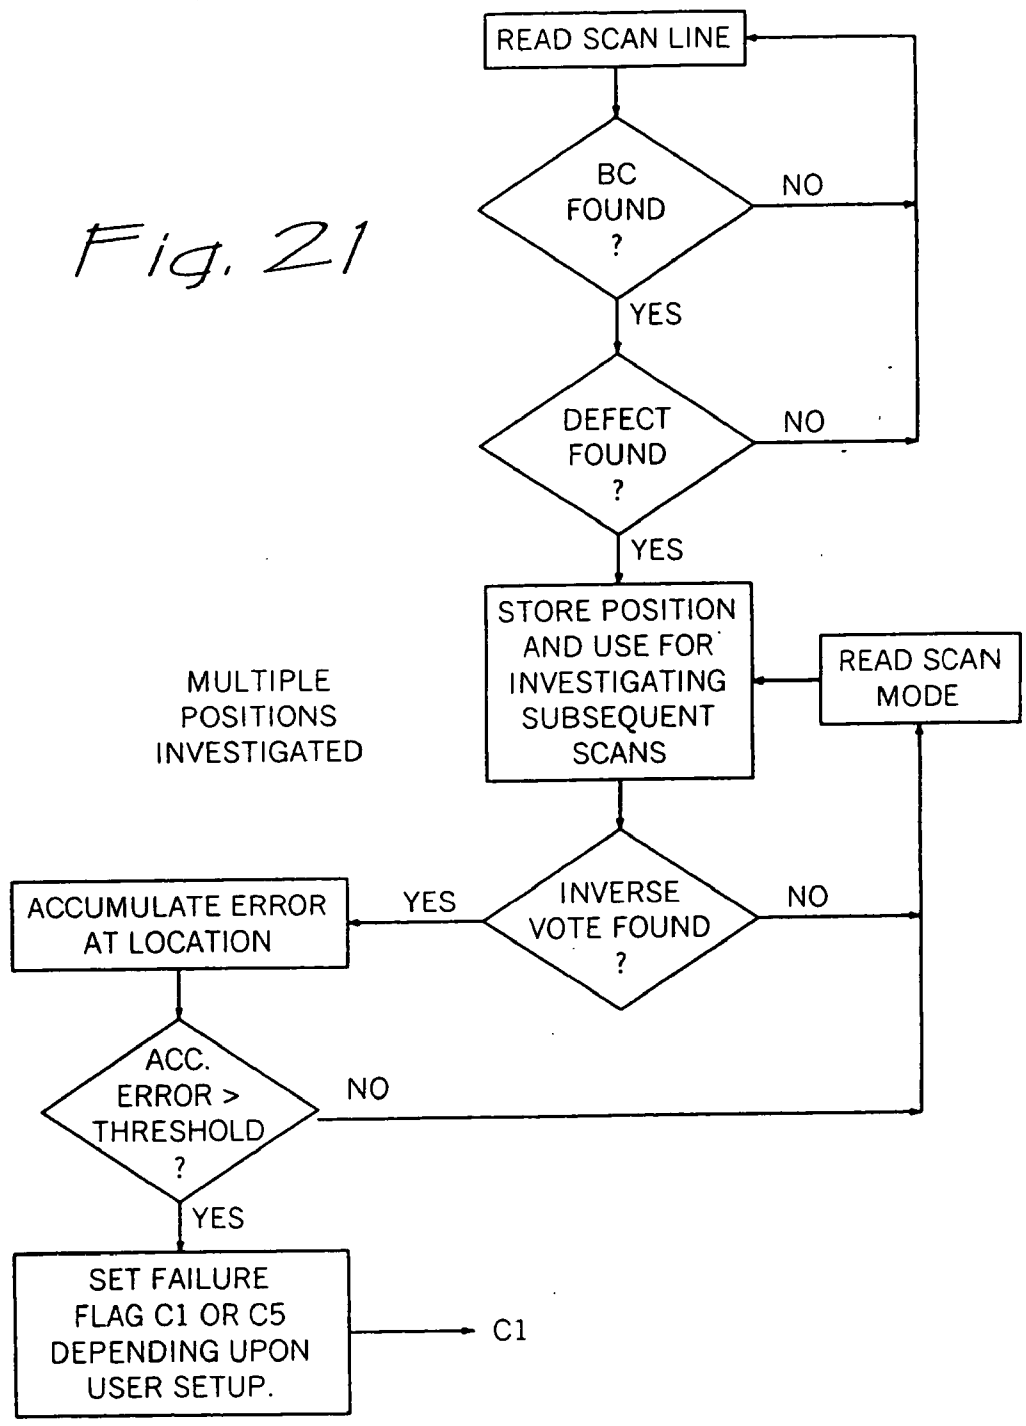 READ SCAN LINE
BC
FOUND
?
NO
YES
Fig. 21
DEFECT
FOUND
?
NO
YES
STORE POSITION
AND USE FOR
INVESTIGATING
SUBSEQUENT
SCANS
READ SCAN
MODE
MULTIPLE
POSITIONS
INVESTIGATED
INVERSE
VOTE FOUND
?
NO
YES
ACCUMULATE ERROR
AT LOCATION
ACC.
ERROR >
THRESHOLD
?
NO
YES
SET FAILURE
FLAG C1 OR C5
DEPENDING UPON
USER SETUP.
C1